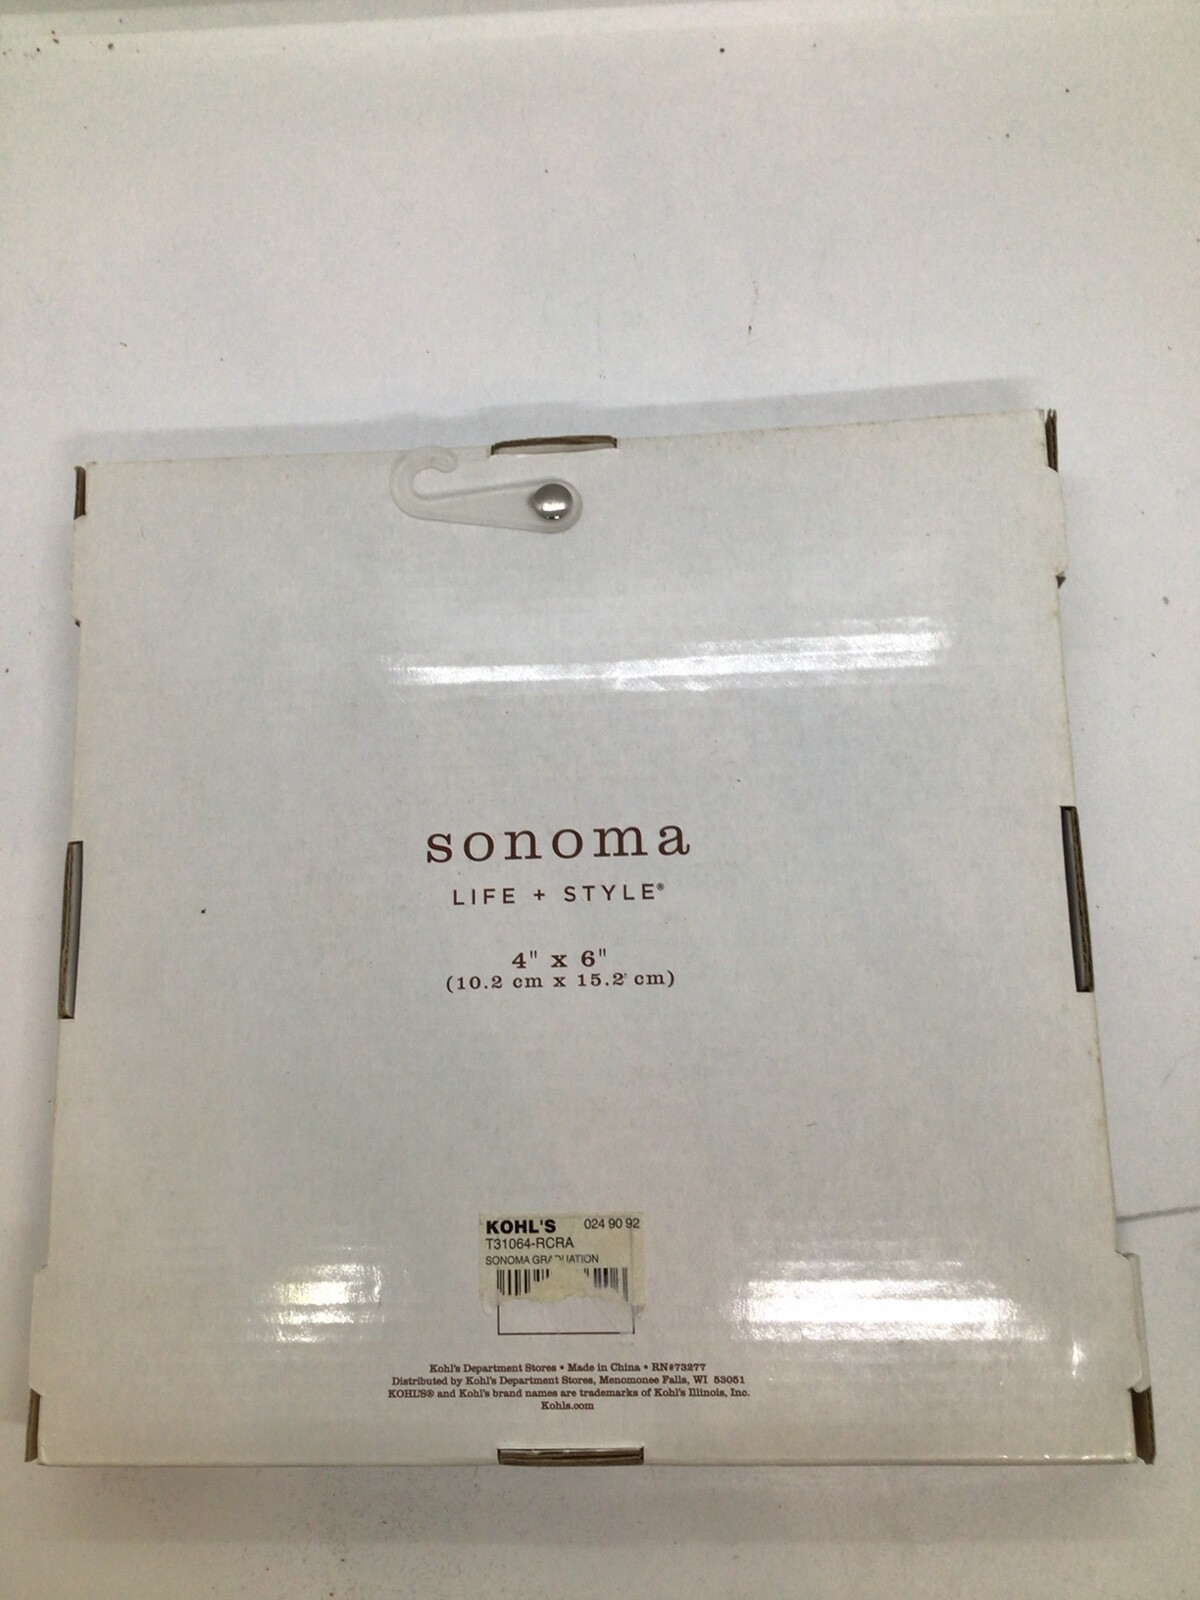 sonoma
LIFE + STYLE®
4" x 6"
(10.2 cm x 15.2 cm)
KOHL'S 024 90 92
T31064-RCRA
SONOMA GRADUATION
Kohl's Department Stores • Made in China • RN#73277
Distributed by Kohl's Department Stores, Menomonee Falls, WI 53051
KOHL'S® and Kohl's brand names are trademarks of Kohl's Illinois, Inc.
Kohls.com